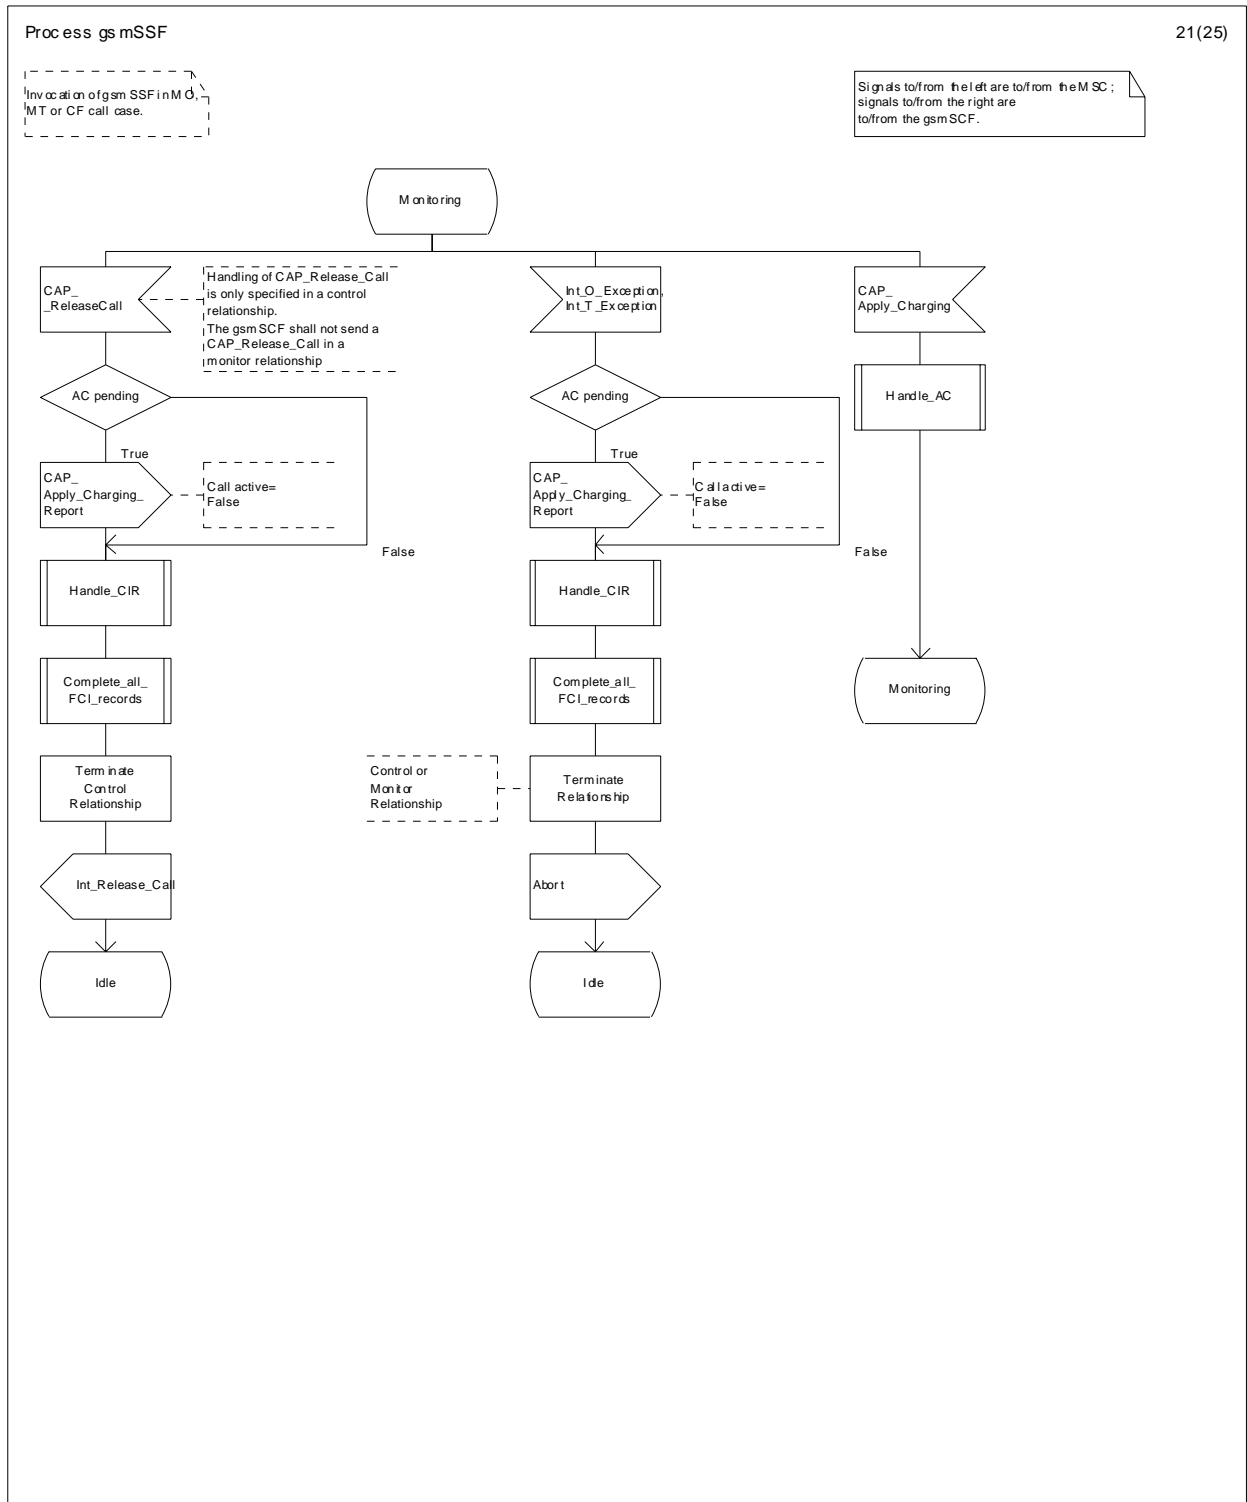 Process gsmSSF
21(25)
Invocation of gsmSSF in MO,
MT or CF call case.
Signals to/from the left are to/from the MSC;
signals to/from the right are
to/from the gsmSCF.
Monitoring
CAP_
_ReleaseCall
Handling of CAP_Release_Call
is only specified in a control
relationship.
The gsmSCF shall not send a
CAP_Release_Call in a
monitor relationship
Int_O_Exception,
Int_T_Exception
CAP_
Apply_Charging
AC pending
AC pending
Handle_AC
True
True
CAP_
Apply_Charging_
Report
Call active=
False
CAP_
Apply_Charging_
Report
Call active=
False
False
False
Handle_CIR
Handle_CIR
Complete_all_
FCI_records
Complete_all_
FCI_records
Monitoring
Terminate
Control
Relationship
Control or
Monitor
Relationship
Terminate
Relationship
Int_Release_Call
Abort
Idle
Idle